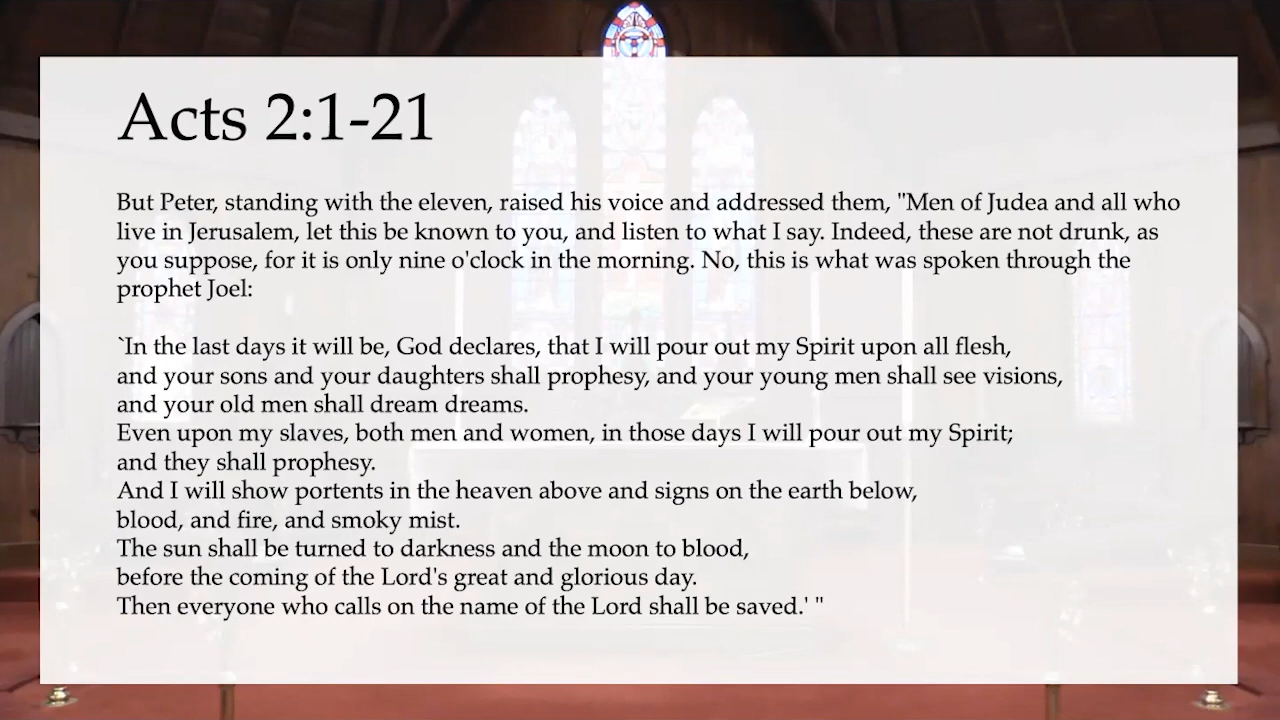 Acts 2:1-21
But Peter, standing with the eleven, raised his voice and addressed them, "Men of Judea and all who
live in Jerusalem, let this be known to you, and listen to what I say. Indeed, these are not drunk, as
you suppose, for it is only nine o'clock in the morning. No, this is what was spoken through the
prophet Joel:
`In the last days it will be, God declares, that I will pour out my Spirit upon all flesh,
and your sons and your daughters shall prophesy, and your young men shall see visions,
and your old men shall dream dreams.
Even upon my slaves, both men and women, in those days I will pour out my Spirit;
and they shall prophesy.
And I will show portents in the heaven above and signs on the earth below,
blood, and fire, and smoky mist.
The sun shall be turned to darkness and the moon to blood,
before the coming of the Lord's great and glorious day.
Then everyone who calls on the name of the Lord shall be saved.' "